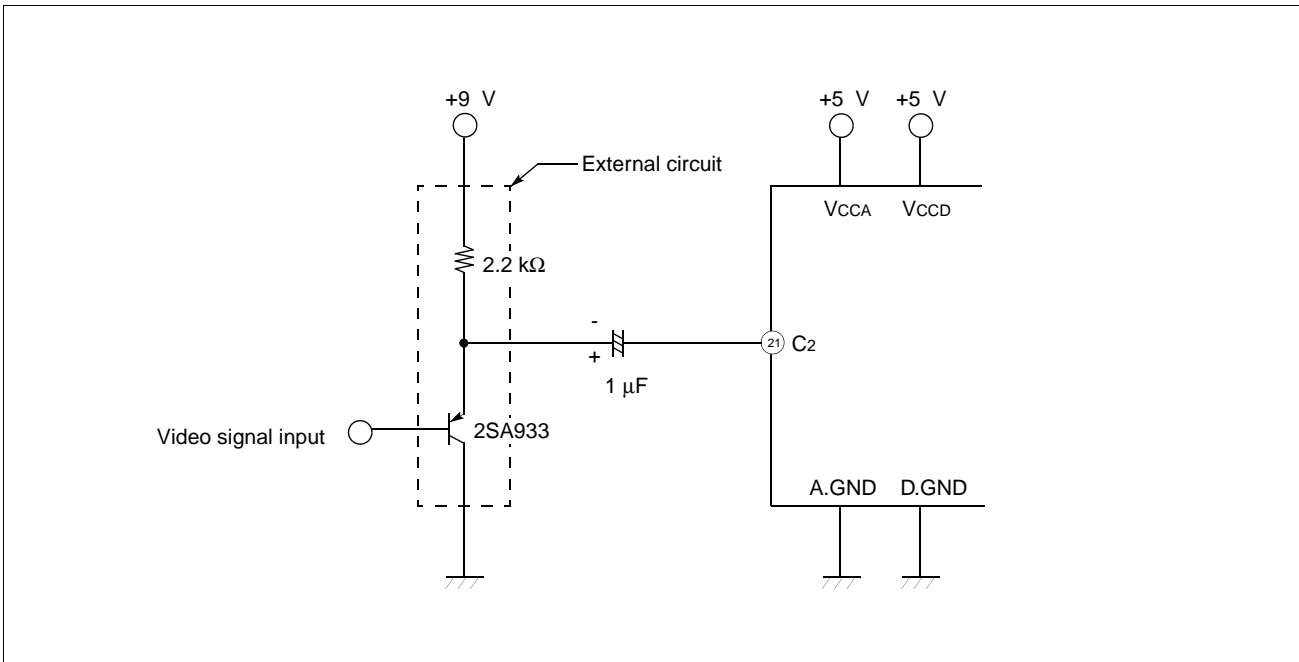 +9 V
+5 V +5 V
External circuit
VCCA VCCD
2.2 kΩ
-
+
21 C2
1 μF
Video signal input
2SA933
A.GND D.GND